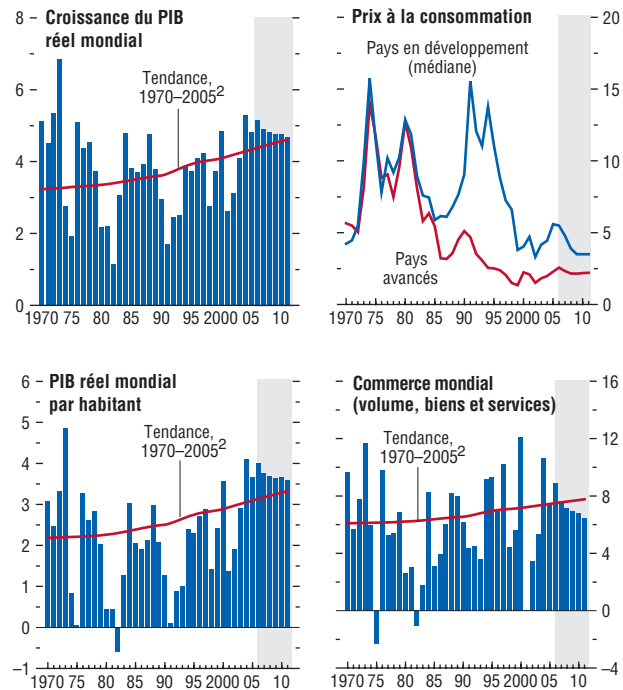 Croissance du PIB
réel mondial
Tendance,
1970–2005²
8
6
4
2
0
1970 75 80 85 90 95 2000 05 10
Prix à la consommation
Pays en développement
(médiane)
Pays
avancés
20
15
10
5
0
1970 75 80 85 90 95 2000 05 10
PIB réel mondial
par habitant
Tendance,
1970–2005²
6
5
4
3
2
1
0
–1
1970 75 80 85 90 95 2000 05 10
Commerce mondial
(volume, biens et services)
Tendance,
1970–2005²
16
12
8
4
0
–4
1970 75 80 85 90 95 2000 05 10